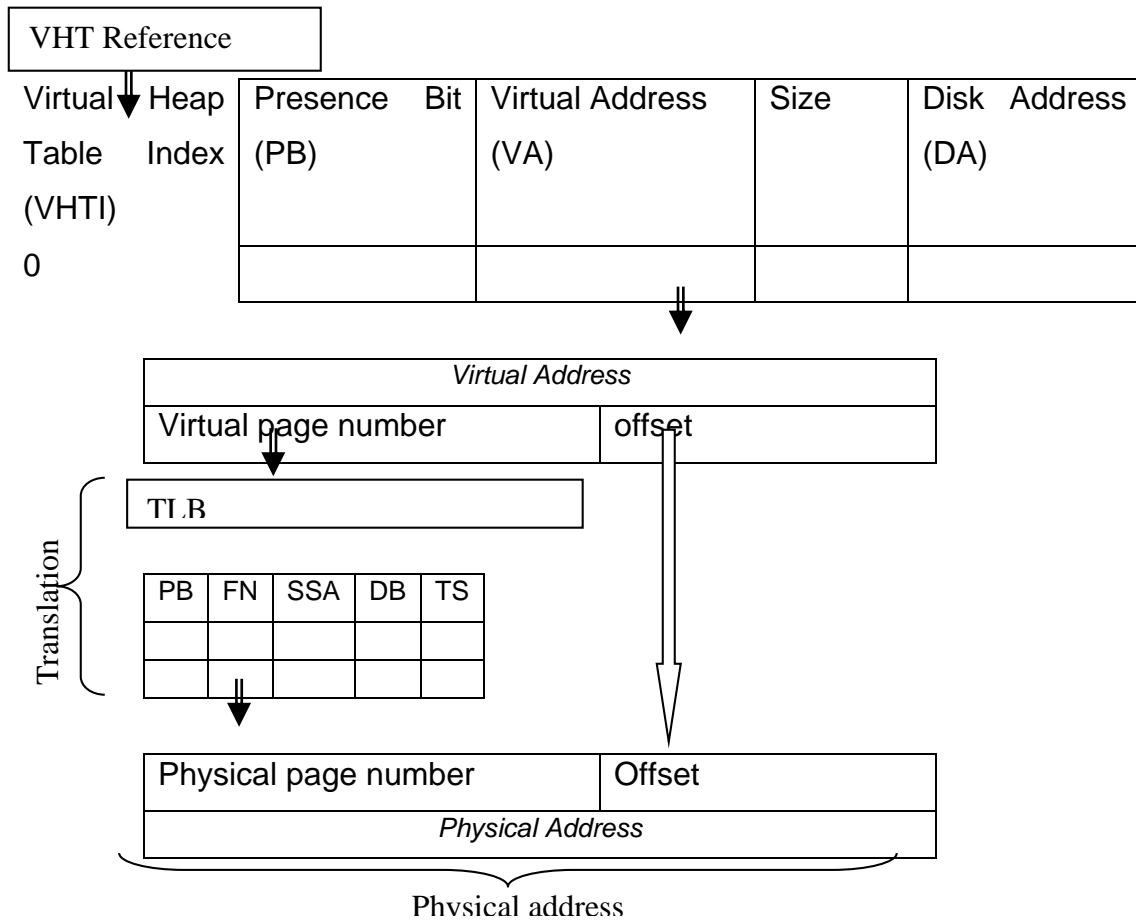 VHT Reference
Virtual Heap Table Index (VHTI)
0
Presence Bit (PB)
Virtual Address (VA)
Size
Disk Address (DA)
Virtual Address
Virtual page number
offset
TLB
Translation
PB FN SSA DB TS
Physical page number
Offset
Physical Address
Physical address